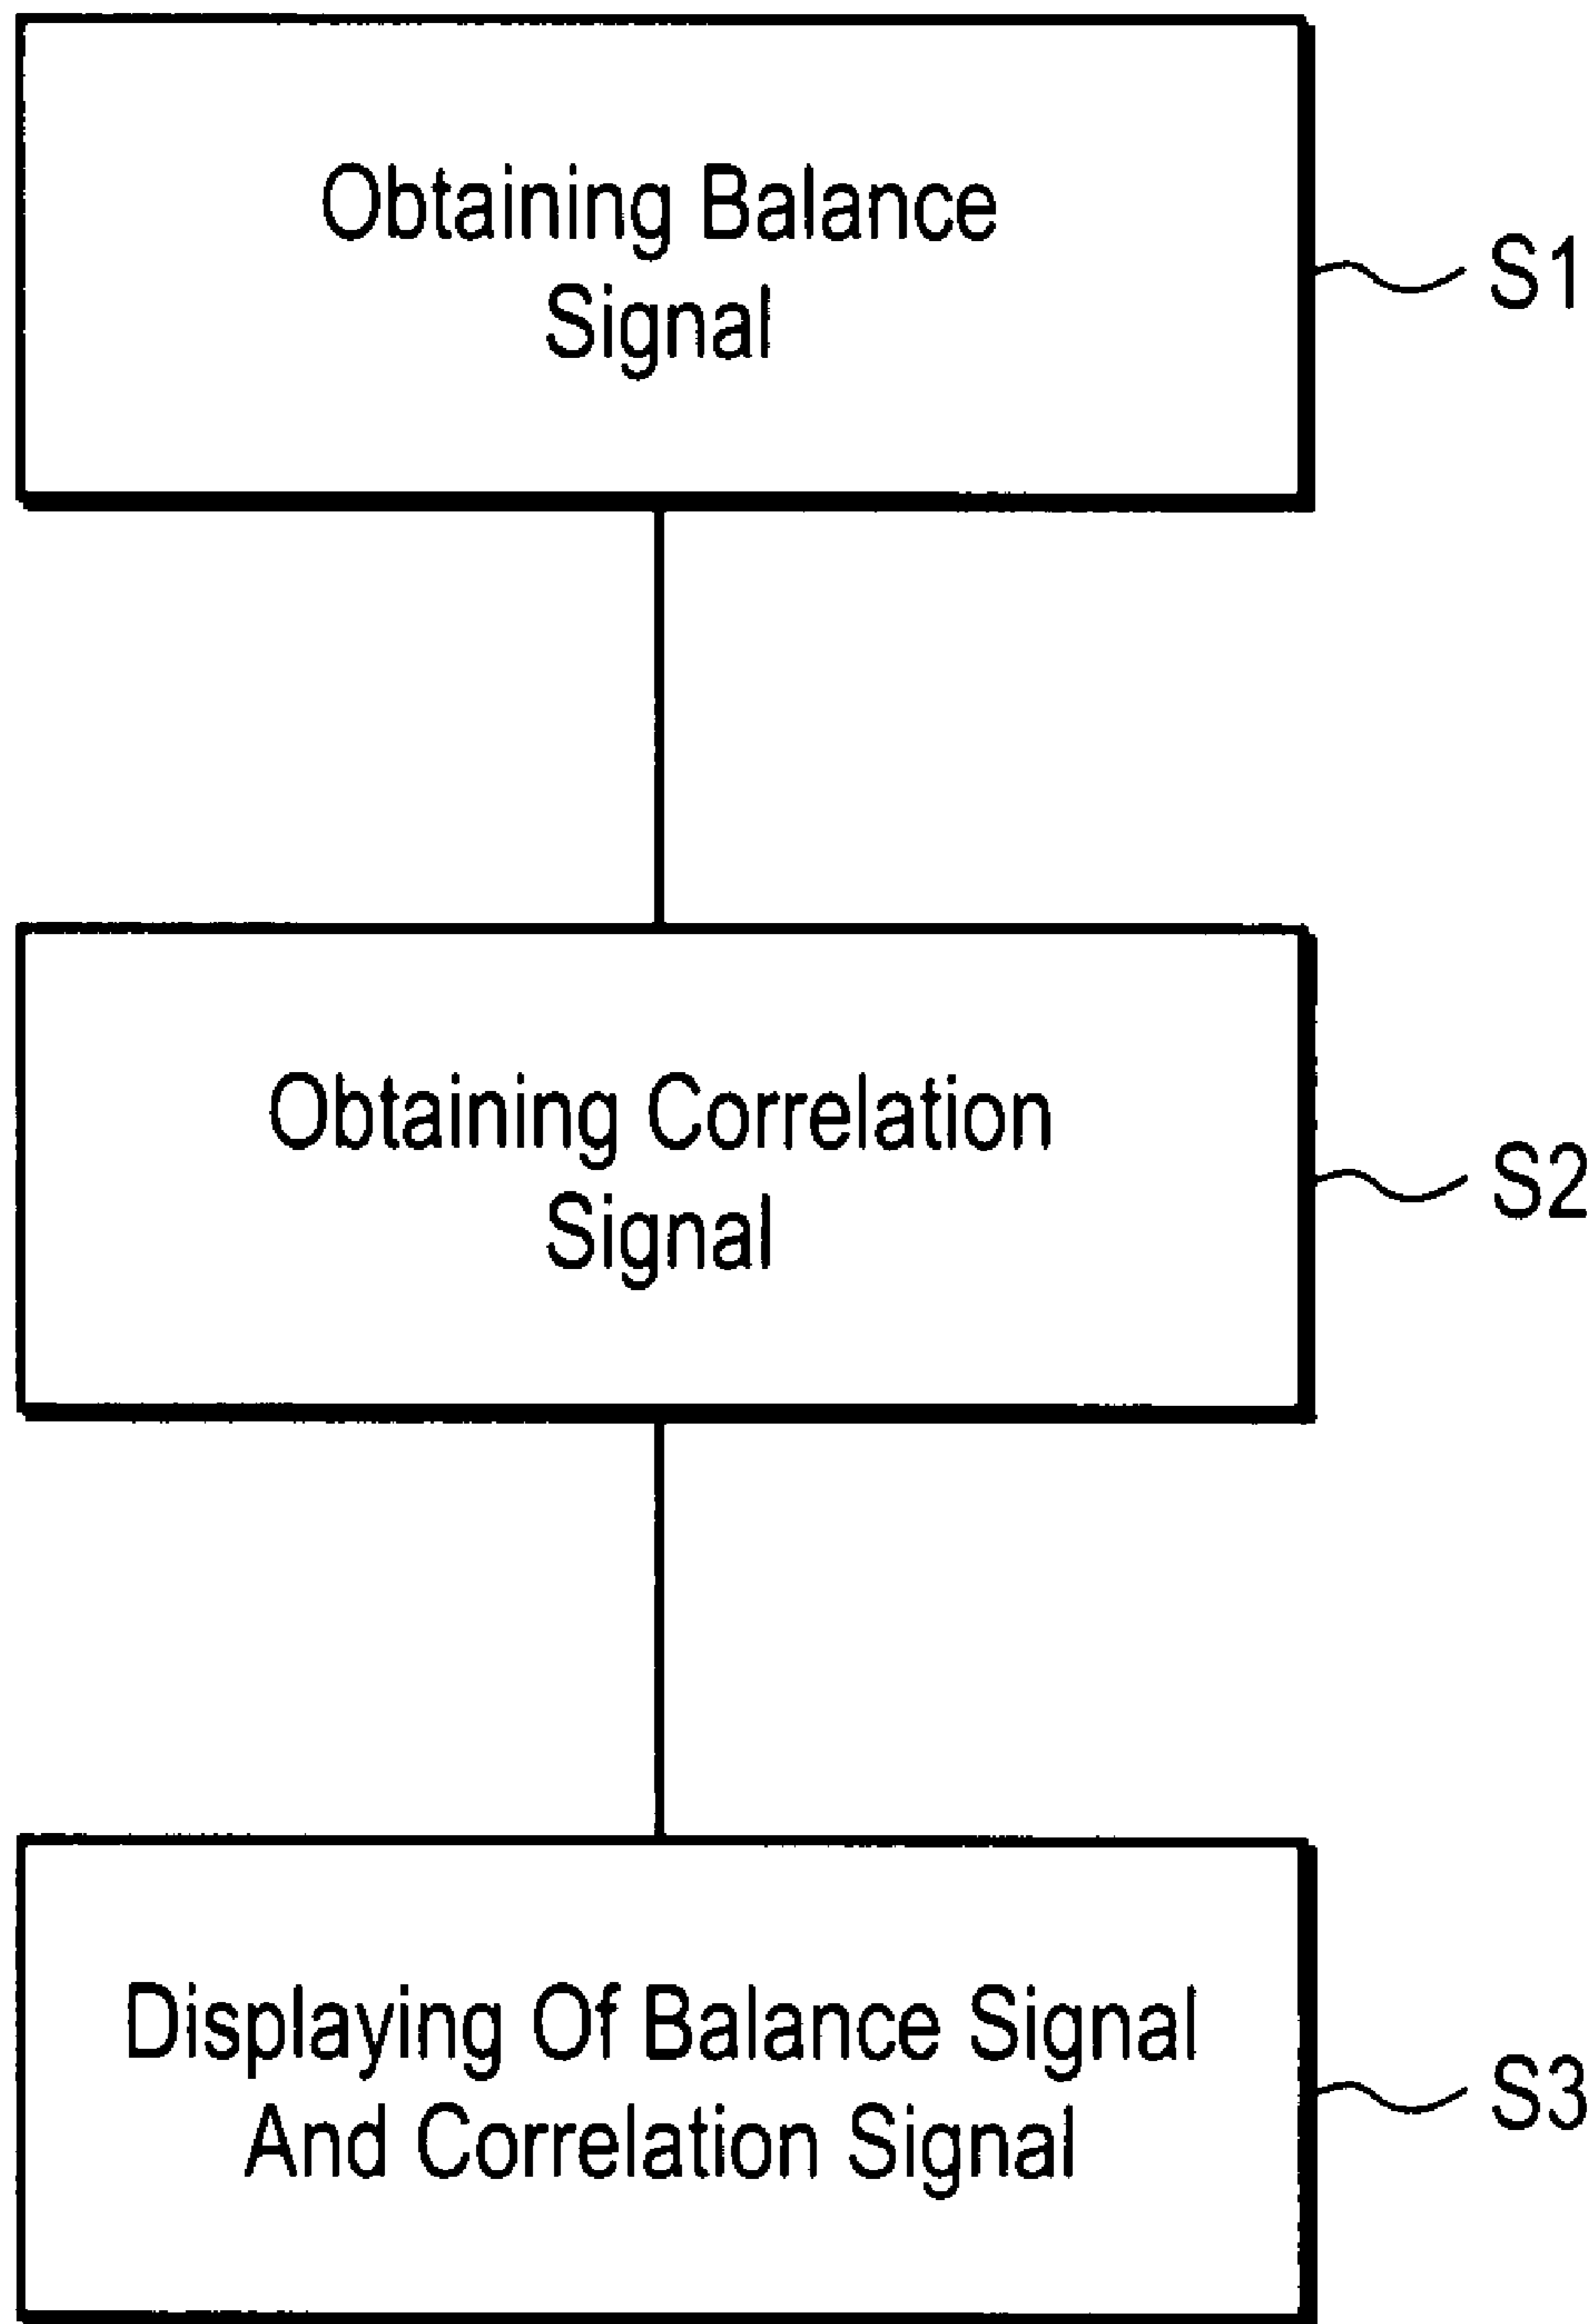 Obtaining Balance
Signal
S1
Obtaining Correlation
Signal
S2
Displaying Of Balance Signal
And Correlation Signal
S3